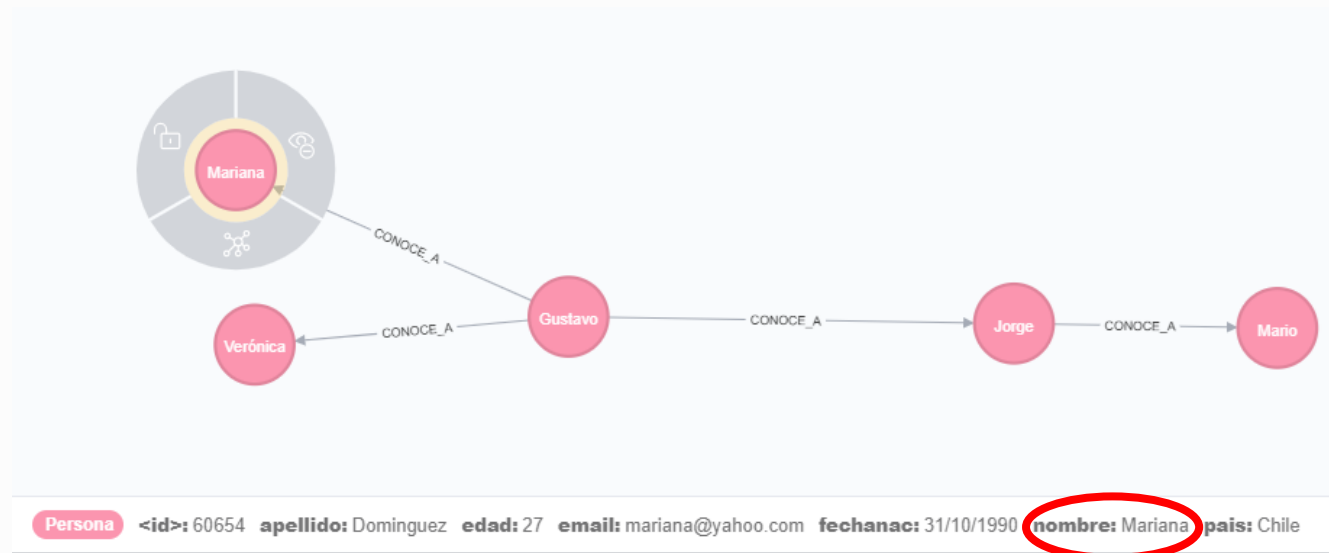 Mariana
CONOCE_A
Verónica
CONOCE_A
Gustavo
CONOCE_A
Jorge
CONOCE_A
Mario
Persona <id>: 60654 apellido: Dominguez edad: 27 email: mariana@yahoo.com fechanac: 31/10/1990 nombre: Mariana pais: Chile